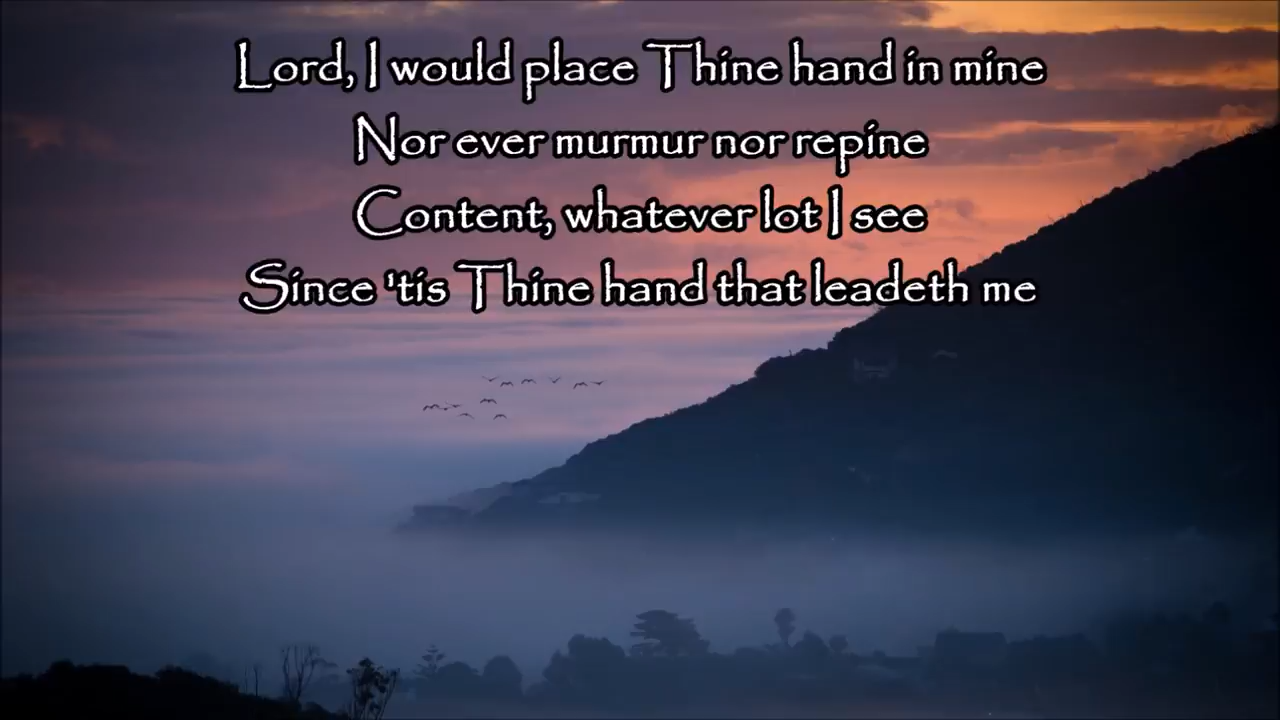 Lord, I would place Thine hand in mine
Nor ever murmur nor repine
Content, whatever lot I see
Since 'tis Thine hand that leadeth me